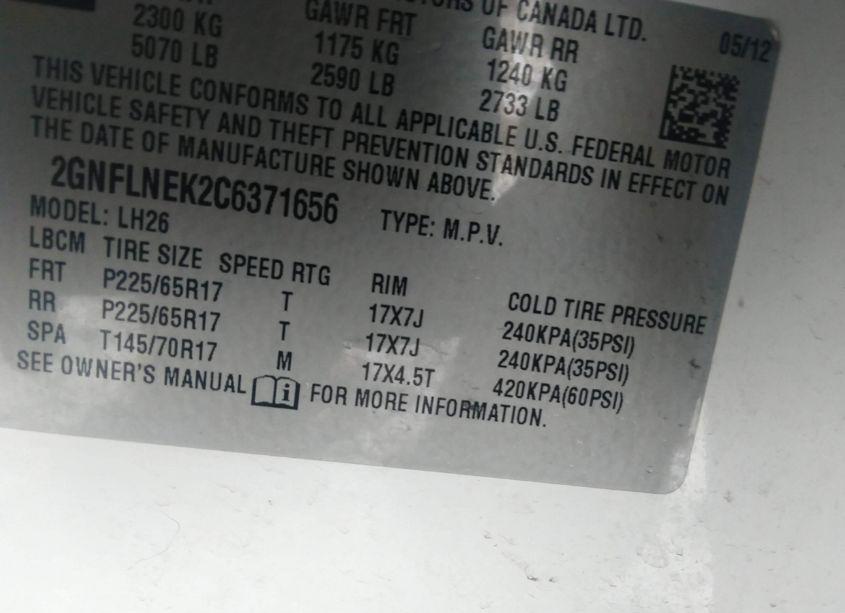 TORS OF CANADA LTD. 05/12
GAWR FRT GAWR RR
2300 KG 1175 KG 1240 KG
5070 LB 2590 LB 2733 LB
THIS VEHICLE CONFORMS TO ALL APPLICABLE U.S. FEDERAL MOTOR
VEHICLE SAFETY AND THEFT PREVENTION STANDARDS IN EFFECT ON
THE DATE OF MANUFACTURE SHOWN ABOVE.
2GNFLNEK2C6371656 TYPE: M.P.V.
MODEL: LH26
LBCM TIRE SIZE SPEED RTG RIM COLD TIRE PRESSURE
FRT P225/65R17 T 17X7J 240KPA(35PSI)
RR P225/65R17 T 17X7J 240KPA(35PSI)
SPA T145/70R17 M 17X4.5T 420KPA(60PSI)
SEE OWNER'S MANUAL i FOR MORE INFORMATION.